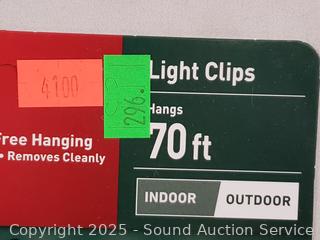 4100
296.
Light Clips
Hangs
70 ft
Free Hanging
• Removes Cleanly
INDOOR OUTDOOR
Copyright 2025 - Sound Auction Service